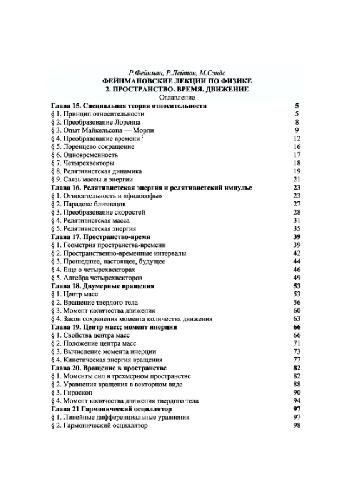 Р.Фейнман, Р.Лейтон, М.Сэндс
ФЕЙНМАНОВСКИЕ ЛЕКЦИИ ПО ФИЗИКЕ
2. ПРОСТРАНСТВО. ВРЕМЯ. ДВИЖЕНИЕ
Оглавление
Глава 15. Специальная теория относительности 5
§ 1. Принцип относительности 5
§ 2. Преобразование Лоренца 8
§ 3. Опыт Майкельсона — Морли 9
§ 4. Преобразование времени 12
§ 5. Лоренцево сокращение 16
§ 6. Одновременность 17
§ 7. Четырехвекторы 18
§ 8. Релятивистская динамика 19
§ 9. Связь массы и энергии 21
Глава 16. Релятивистская энергия и релятивистский импульс 23
§ 1. Относительность и «философы» 23
§ 2. Парадокс близнецов 27
§ 3. Преобразование скоростей 28
§ 4. Релятивистская масса 31
§ 5. Релятивистская энергия 35
Глава 17. Пространство-время 39
§ 1. Геометрия пространства-времени 39
§ 2. Пространственно-временные интервалы 42
§ 3. Прошедшее, настоящее, будущее 44
§ 4. Еще о четырехвекторах 46
§ 5. Алгебра четырехвекторов 49
Глава 18. Двумерные вращения 53
§ 1. Центр масс 53
§ 2. Вращение твердого тела 56
§ 3. Момент количества движения 60
§ 4. Закон сохранения момента количества движения 63
Глава 19. Центр масс; момент инерции 66
§ 1. Свойства центра масс 66
§ 2. Положение центра масс 71
§ 3. Вычисление момента инерции 73
§ 4. Кинетическая энергия вращения 77
Глава 20. Вращение в пространстве 82
§ 1. Моменты сил в трехмерном пространстве 82
§ 2. Уравнения вращения в векторном виде 88
§ 3. Гироскоп 90
§ 4. Момент количества движения твердого тела 94
Глава 21 Гармонический осциллятор 97
§ 1. Линейные дифференциальные уравнения 97
§ 2. Гармонический осциллятор 98